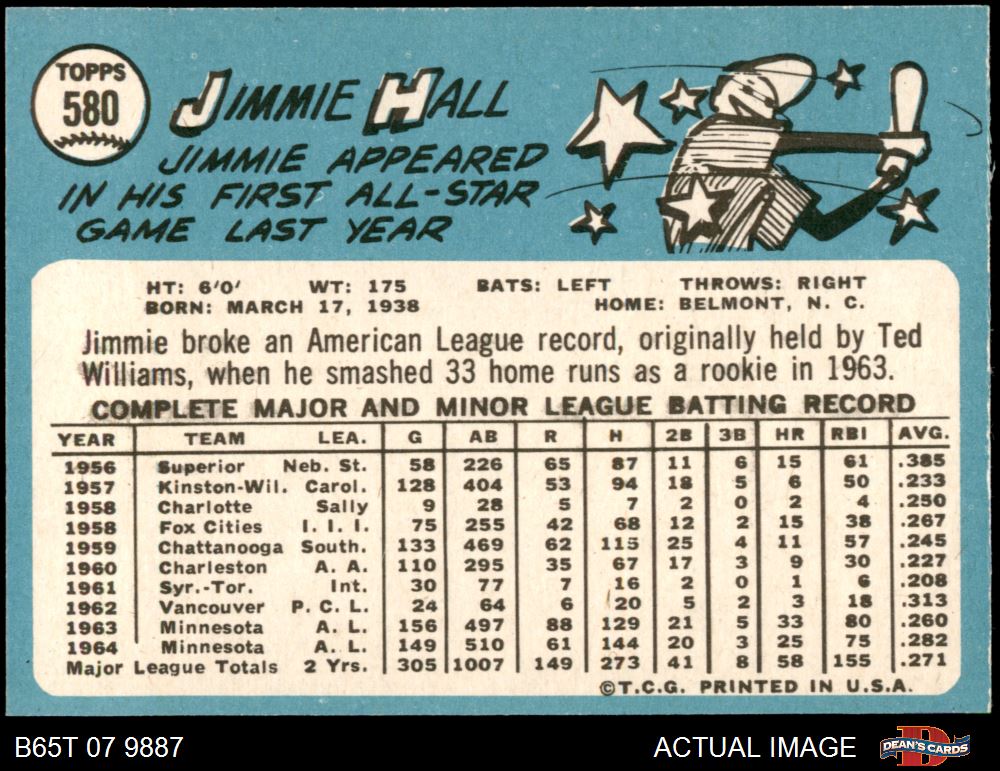 TOPPS
580
JIMMIE HALL
JIMMIE APPEARED
IN HIS FIRST ALL-STAR
GAME LAST YEAR
HT: 6'0' WT: 175 BATS: LEFT THROWS: RIGHT
BORN: MARCH 17, 1938 HOME: BELMONT, N. C.
Jimmie broke an American League record, originally held by Ted
Williams, when he smashed 33 home runs as a rookie in 1963.
COMPLETE MAJOR AND MINOR LEAGUE BATTING RECORD
YEAR TEAM LEA. G AB R H 2B 3B HR RBI AVG.
1956 Superior Neb. St. 58 226 65 87 11 6 15 61 .385
1957 Kinston-Wil. Carol. 128 404 53 94 18 5 6 50 .233
1958 Charlotte Sally 9 28 5 7 2 0 2 4 .250
1958 Fox Cities I. I. I. 75 255 42 68 12 2 15 38 .267
1959 Chattanooga South. 133 469 62 115 25 4 11 57 .245
1960 Charleston A. A. 110 295 35 67 17 3 9 30 .227
1961 Syr.-Tor. Int. 30 77 7 16 2 0 1 6 .208
1962 Vancouver P. C. L. 24 64 6 20 5 2 3 18 .313
1963 Minnesota A. L. 156 497 88 129 21 5 33 80 .260
1964 Minnesota A. L. 149 510 61 144 20 3 25 75 .282
Major League Totals 2 Yrs. 305 1007 149 273 41 8 58 155 .271
©T.C.G. PRINTED IN U.S.A.
B65T 07 9887 ACTUAL IMAGE DEAN'S CARDS